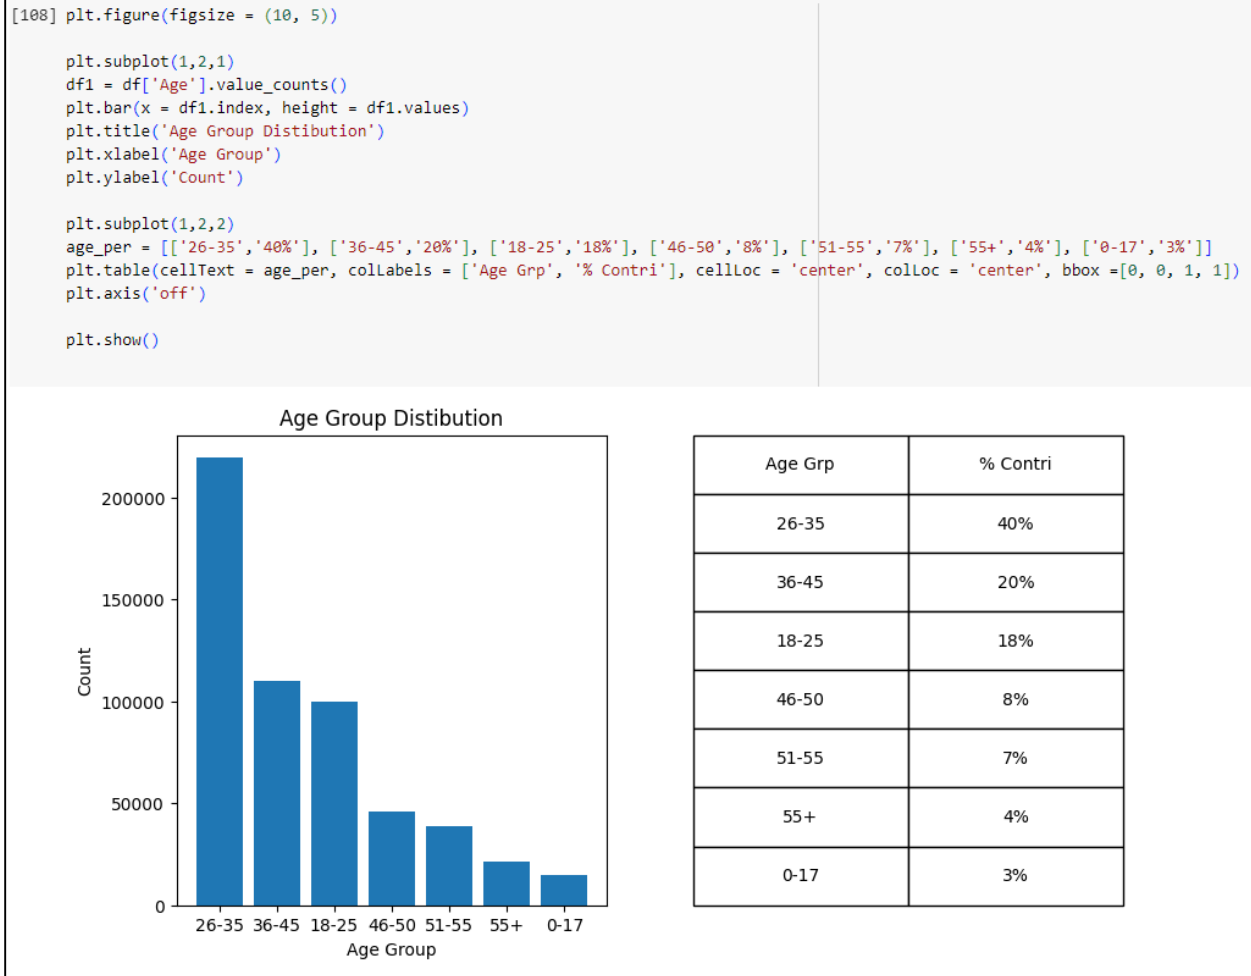 [108] plt.figure(figsize = (10, 5))
plt.subplot(1,2,1)
df1 = df['Age'].value_counts()
plt.bar(x = df1.index, height = df1.values)
plt.title('Age Group Distibution')
plt.xlabel('Age Group')
plt.ylabel('Count')
plt.subplot(1,2,2)
age_per = [['26-35','40%'], ['36-45','20%'], ['18-25','18%'], ['46-50','8%'], ['51-55','7%'], ['55+','4%'], ['0-17','3%']]
plt.table(cellText = age_per, colLabels = ['Age Grp', '% Contri'], cellLoc = 'center', colLoc = 'center', bbox =[0, 0, 1, 1])
plt.axis('off')
plt.show()
Age Group Distibution
200000
150000
100000
50000
0
Count
26-35 36-45 18-25 46-50 51-55 55+ 0-17
Age Group
Age Grp % Contri
26-35 40%
36-45 20%
18-25 18%
46-50 8%
51-55 7%
55+ 4%
0-17 3%